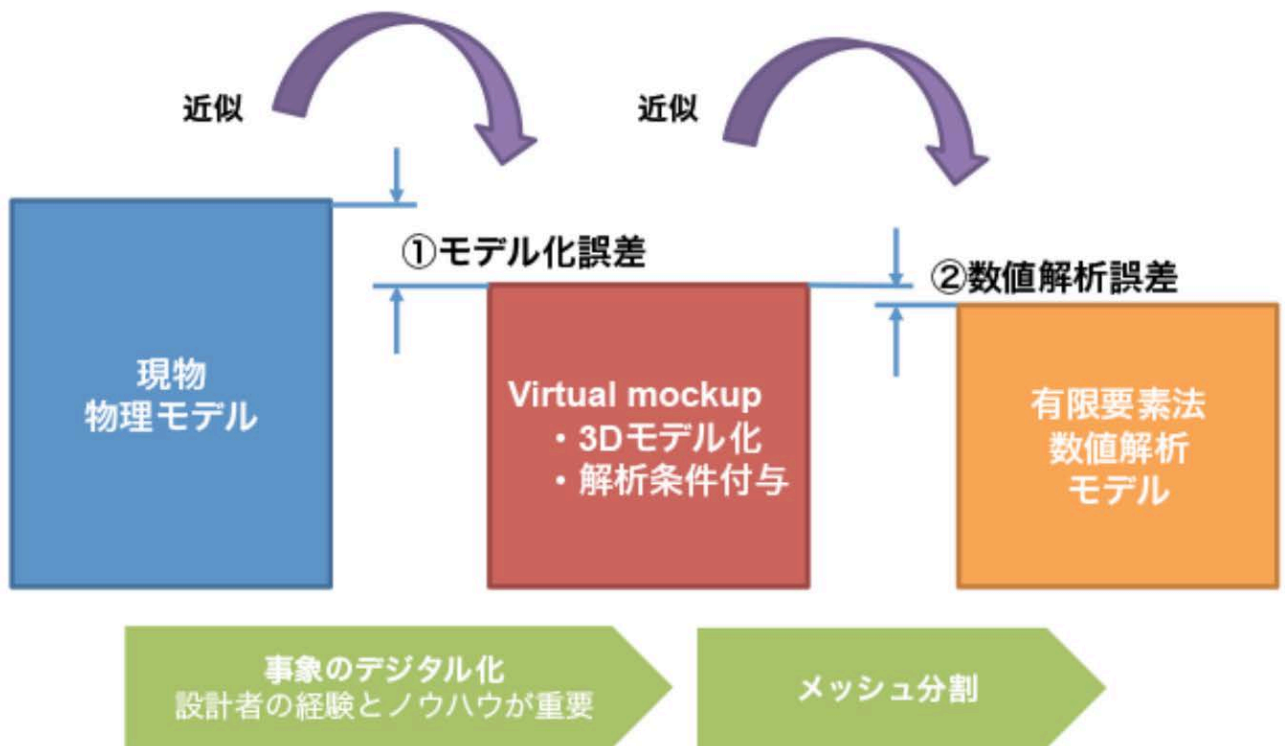 近似
近似
①モデル化誤差
②数値解析誤差
現物
物理モデル
Virtual mockup
・3Dモデル化
・解析条件付与
有限要素法
数値解析
モデル
事象のデジタル化
設計者の経験とノウハウが重要
メッシュ分割